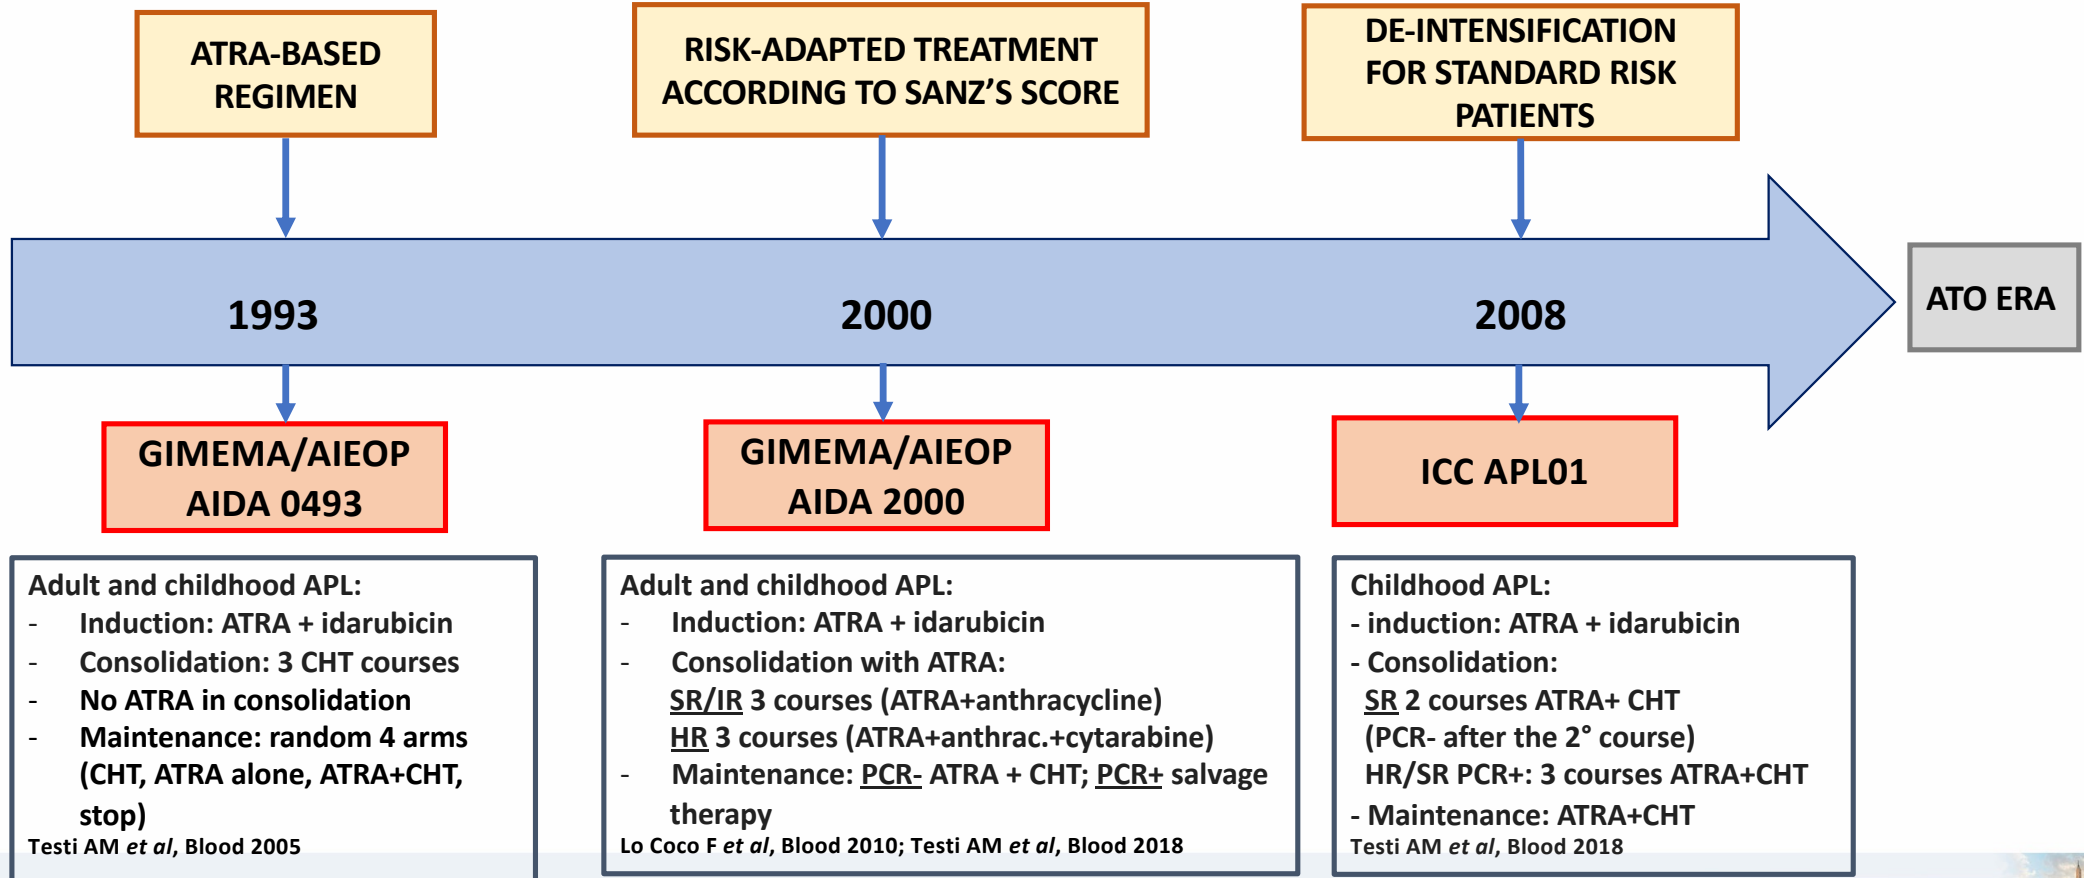 ATRA-BASED
REGIMEN
RISK-ADAPTED TREATMENT
ACCORDING TO SANZ'S SCORE
DE-INTENSIFICATION
FOR STANDARD RISK
PATIENTS
1993
2000
2008
ATO ERA
GIMEMA/AIEOP
AIDA 0493
GIMEMA/AIEOP
AIDA 2000
ICC APL01
Adult and childhood APL:
- Induction: ATRA + idarubicin
- Consolidation: 3 CHT courses
- No ATRA in consolidation
- Maintenance: random 4 arms
(CHT, ATRA alone, ATRA+CHT,
stop)
Testi AM et al, Blood 2005
Adult and childhood APL:
- Induction: ATRA + idarubicin
- Consolidation with ATRA:
SR/IR 3 courses (ATRA+anthracycline)
HR 3 courses (ATRA+anthrac.+cytarabine)
- Maintenance: PCR- ATRA + CHT; PCR+ salvage
therapy
Lo Coco F et al, Blood 2010; Testi AM et al, Blood 2018
Childhood APL:
- induction: ATRA + idarubicin
- Consolidation:
SR 2 courses ATRA+ CHT
(PCR- after the 2° course)
HR/SR PCR+: 3 courses ATRA+CHT
- Maintenance: ATRA+CHT
Testi AM et al, Blood 2018